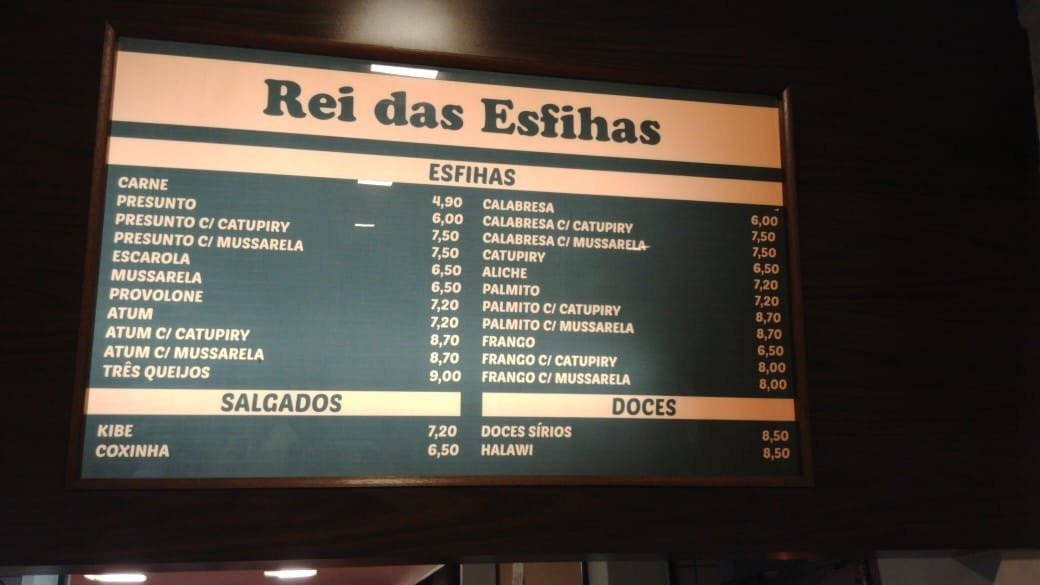 Rei das Esfihas
ESFIHAS
CARNE 4,90
PRESUNTO 6,00
PRESUNTO C/ CATUPIRY 7,50
PRESUNTO C/ MUSSARELA 7,50
ESCAROLA 6,50
MUSSARELA 6,50
PROVOLONE 7,20
ATUM 7,20
ATUM C/ CATUPIRY 8,70
ATUM C/ MUSSARELA 8,70
TRÊS QUEIJOS 9,00
CALABRESA 6,00
CALABRESA C/ CATUPIRY 7,50
CALABRESA C/ MUSSARELA 7,50
CATUPIRY 6,50
ALICHE 7,20
PALMITO 7,20
PALMITO C/ CATUPIRY 8,70
PALMITO C/ MUSSARELA 8,70
FRANGO 6,50
FRANGO C/ CATUPIRY 8,00
FRANGO C/ MUSSARELA 8,00
SALGADOS
KIBE 7,20
COXINHA 6,50
DOCES
DOCES SÍRIOS 8,50
HALAWI 8,50